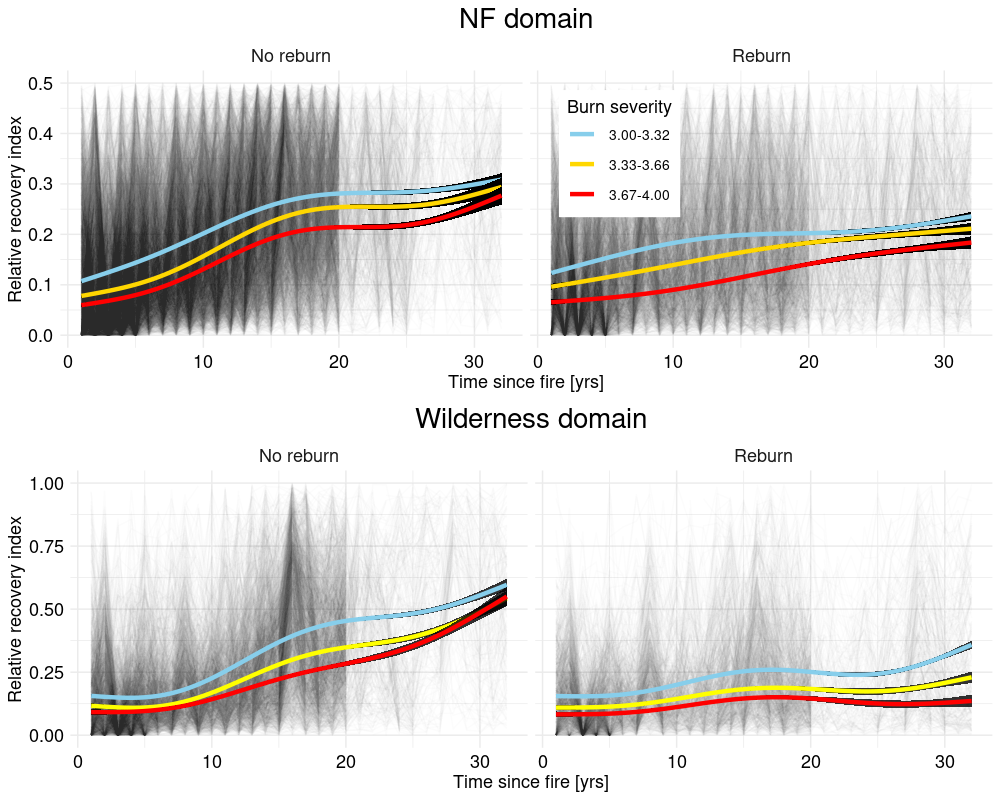 NF domain
No reburn
Reburn
Relative recovery index
0.5
0.4
0.3
0.2
0.1
0.0
Burn severity
3.00-3.32
3.33-3.66
3.67-4.00
0 10 20 30
0 10 20 30
Time since fire [yrs]
Wilderness domain
No reburn
Reburn
Relative recovery index
1.00
0.75
0.50
0.25
0.00
0 10 20 30
0 10 20 30
Time since fire [yrs]